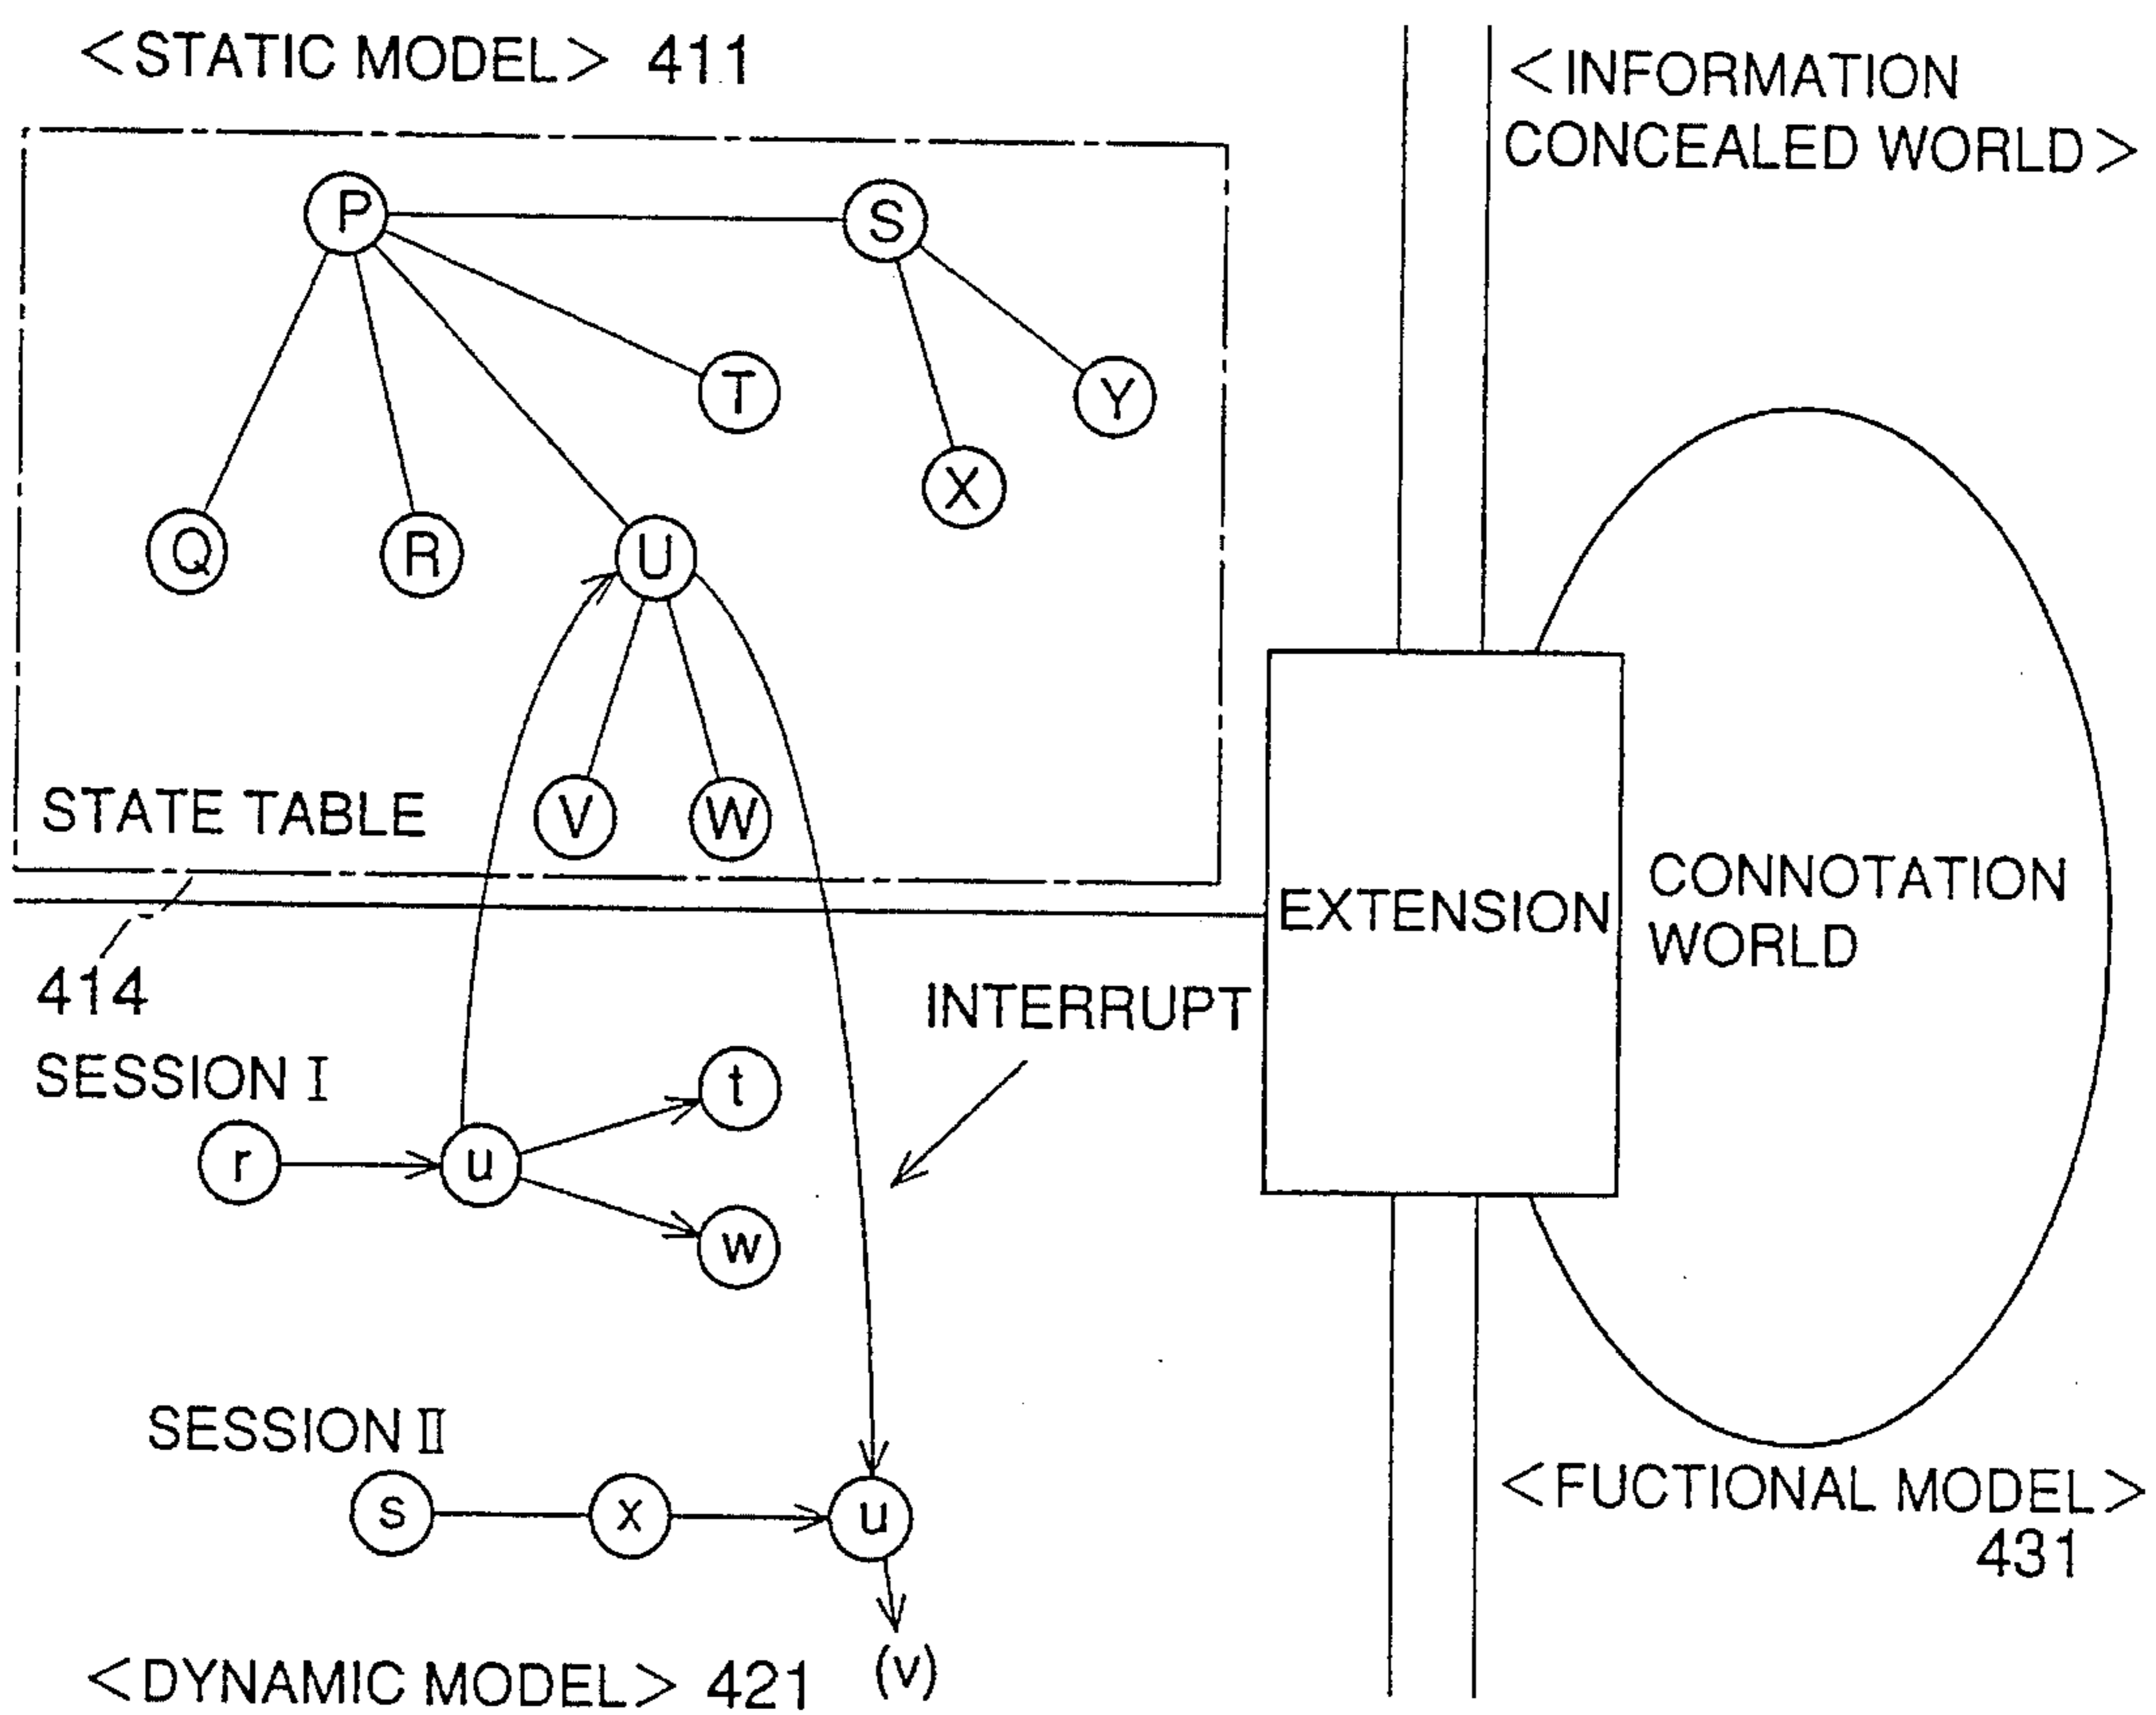 <STATIC MODEL> 411
<INFORMATION
CONCEALED WORLD>
P
S
T
Y
X
Q
R
U
V
W
STATE TABLE
EXTENSION
CONNOTATION
WORLD
414
INTERRUPT
SESSION I
t
r
u
w
SESSION II
s
x
u
<FUCTIONAL MODEL>
431
(v)
<DYNAMIC MODEL> 421